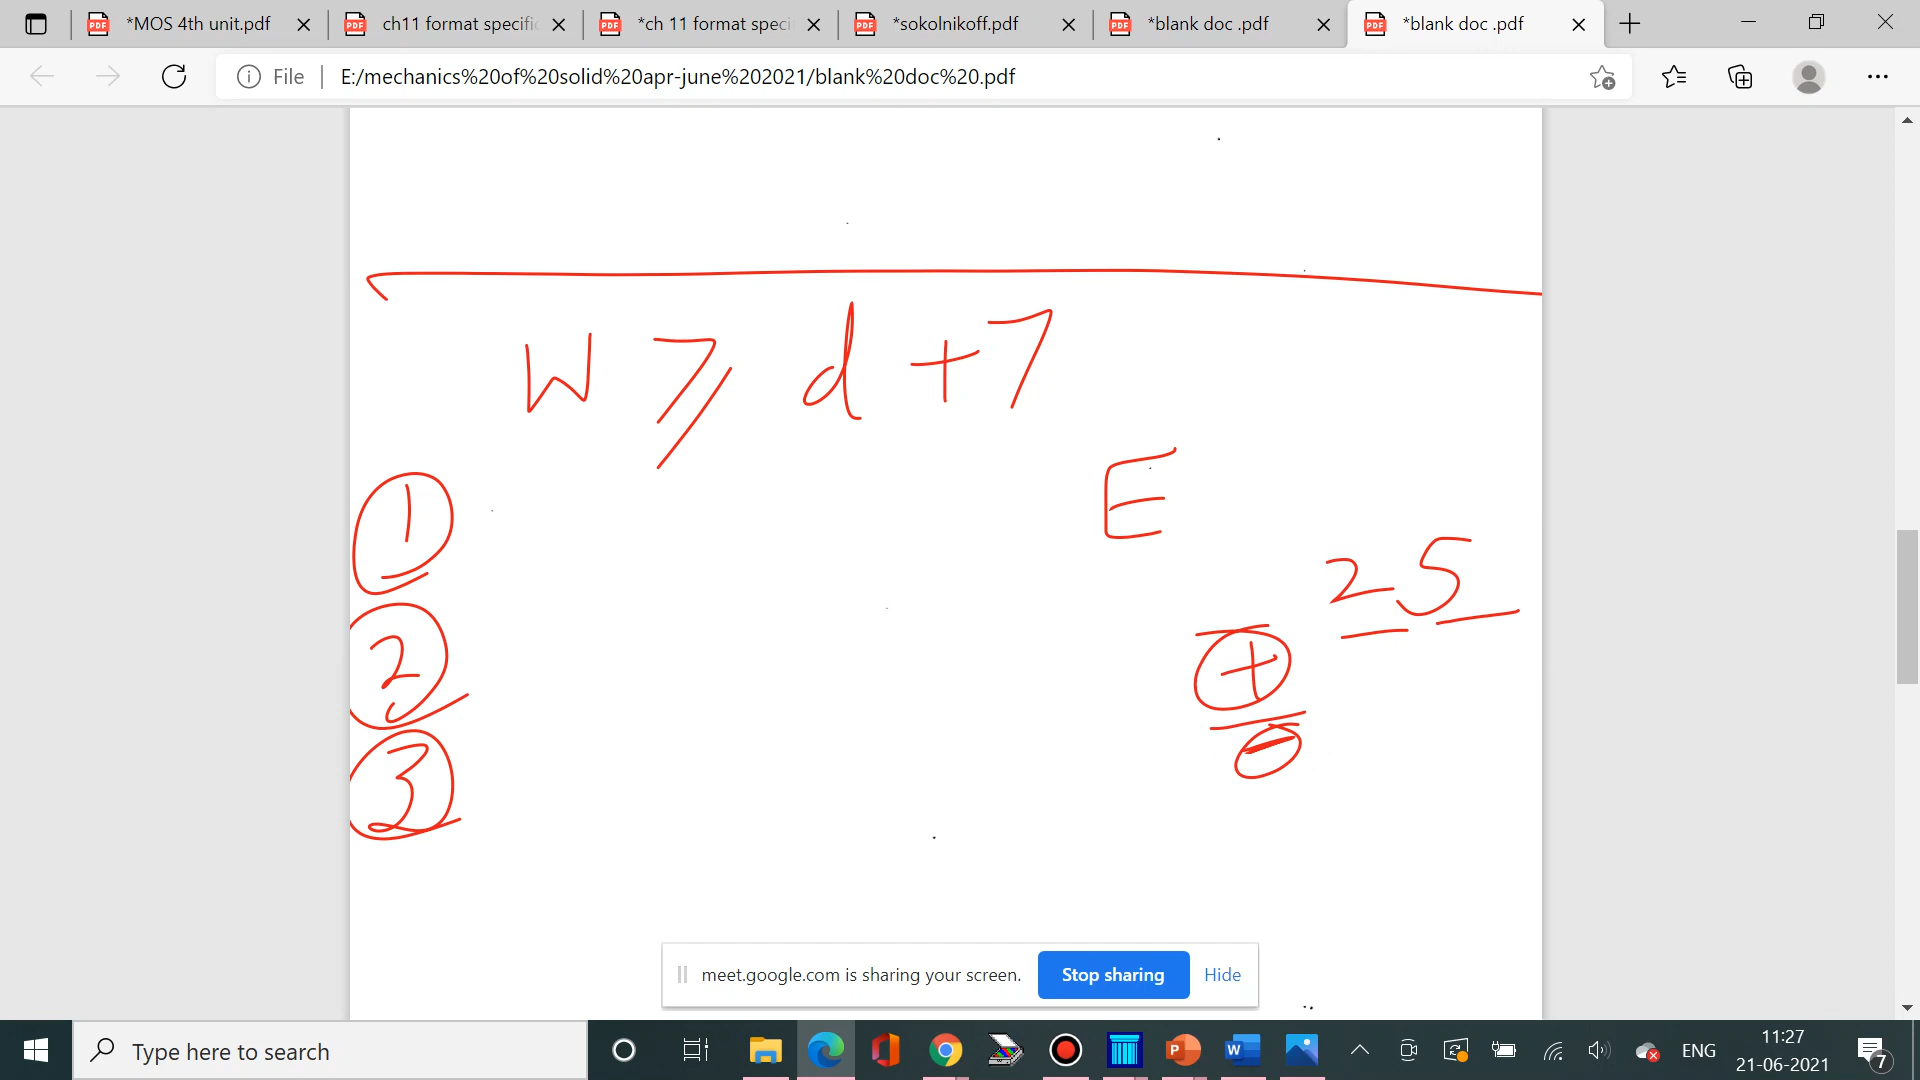 *MOS 4th unit.pdf
ch11 format specific
*ch 11 format speci
*sokolnikoff.pdf
*blank doc .pdf
*blank doc .pdf
File
E:/mechanics%20of%20solid%20apr-june%202021/blank%20doc%20.pdf
W ≥ d + 7
E
1
2 5
2
+
-
3
meet.google.com is sharing your screen.
Stop sharing
Hide
Type here to search
ENG
11:27
21-06-2021
7